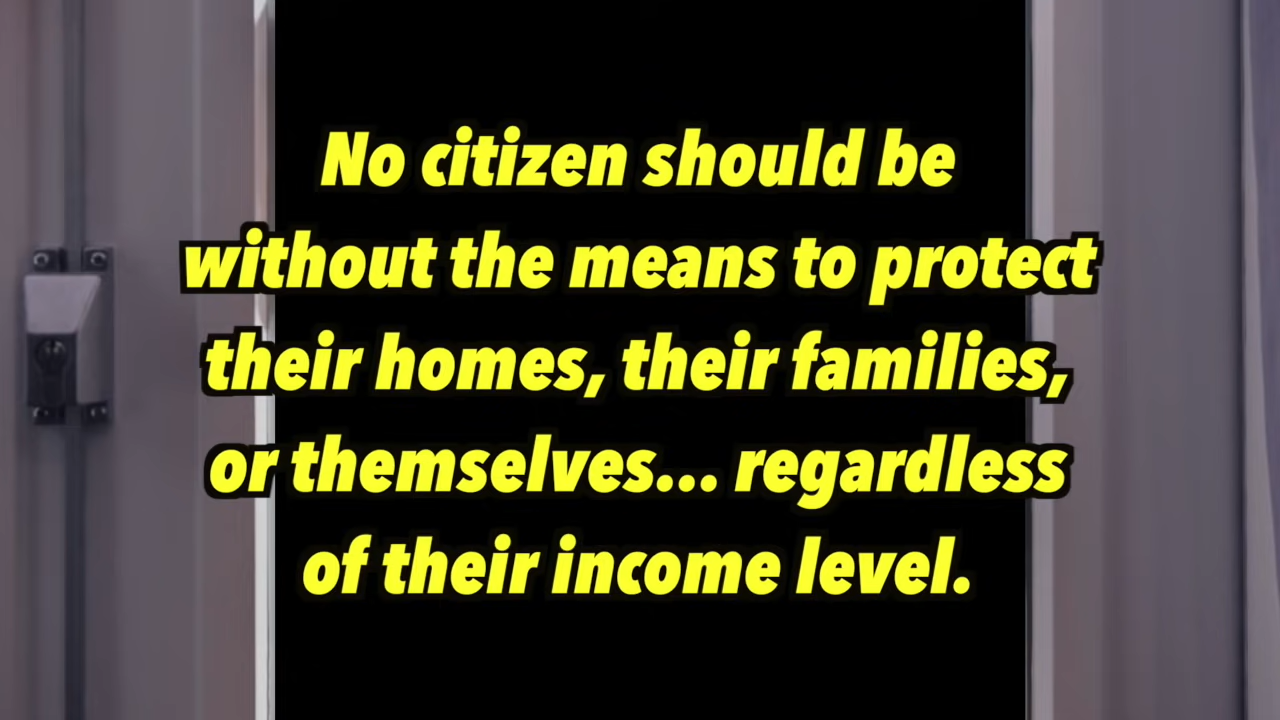 No citizen should be
without the means to protect
their homes, their families,
or themselves... regardless
of their income level.